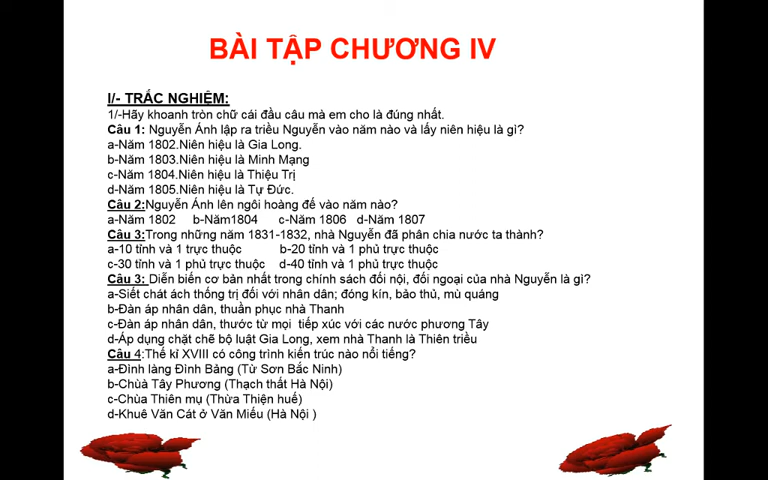 BÀI TẬP CHƯƠNG IV
I/- TRẮC NGHIỆM:
1/-Hãy khoanh tròn chữ cái đầu câu mà em cho là đúng nhất.
Câu 1: Nguyễn Ánh lập ra triều Nguyễn vào năm nào và lấy niên hiệu là gì?
a-Năm 1802.Niên hiệu là Gia Long.
b-Năm 1803.Niên hiệu là Minh Mạng
c-Năm 1804.Niên hiệu là Thiệu Trị
d-Năm 1805.Niên hiệu là Tự Đức.
Câu 2:Nguyễn Ánh lên ngôi hoàng đế vào năm nào?
a-Năm 1802 b-Năm1804 c-Năm 1806 d-Năm 1807
Câu 3:Trong những năm 1831-1832, nhà Nguyễn đã phân chia nước ta thành?
a-10 tỉnh và 1 trực thuộc b-20 tỉnh và 1 phủ trực thuộc
c-30 tỉnh và 1 phủ trực thuộc d-40 tỉnh và 1 phủ trực thuộc
Câu 3: Diễn biến cơ bản nhất trong chính sách đối nội, đối ngoại của nhà Nguyễn là gì?
a-Siết chát ách thống trị đối với nhân dân; đóng kín, bảo thủ, mù quáng
b-Đàn áp nhân dân, thuần phục nhà Thanh
c-Đàn áp nhân dân, thước từ mọi tiếp xúc với các nước phương Tây
d-Áp dụng chặt chẽ bộ luật Gia Long, xem nhà Thanh là Thiên triều
Câu 4:Thế kỉ XVIII có công trình kiến trúc nào nổi tiếng?
a-Đình làng Đình Bảng (Từ Sơn Bắc Ninh)
b-Chùà Tây Phương (Thạch thất Hà Nội)
c-Chùa Thiên mụ (Thừa Thiện huế)
d-Khuê Văn Cát ở Văn Miếu (Hà Nội )